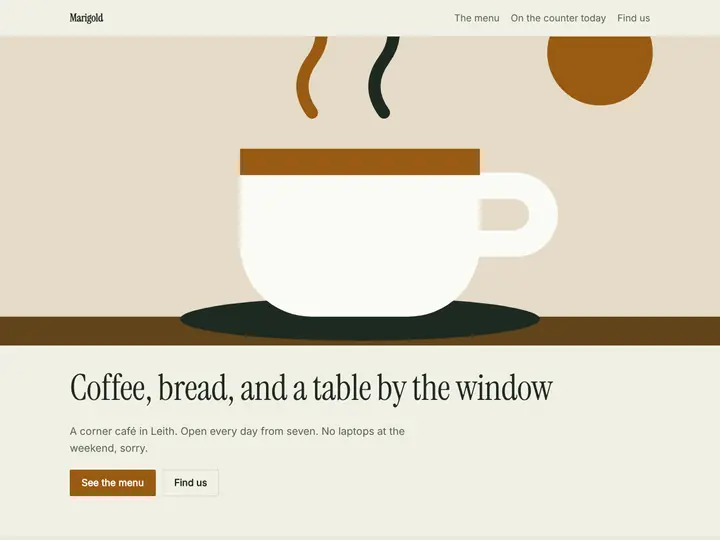 Marigold
The menu On the counter today Find us
Coffee, bread, and a table by the window
A corner café in Leith. Open every day from seven. No laptops at the
weekend, sorry.
See the menu
Find us